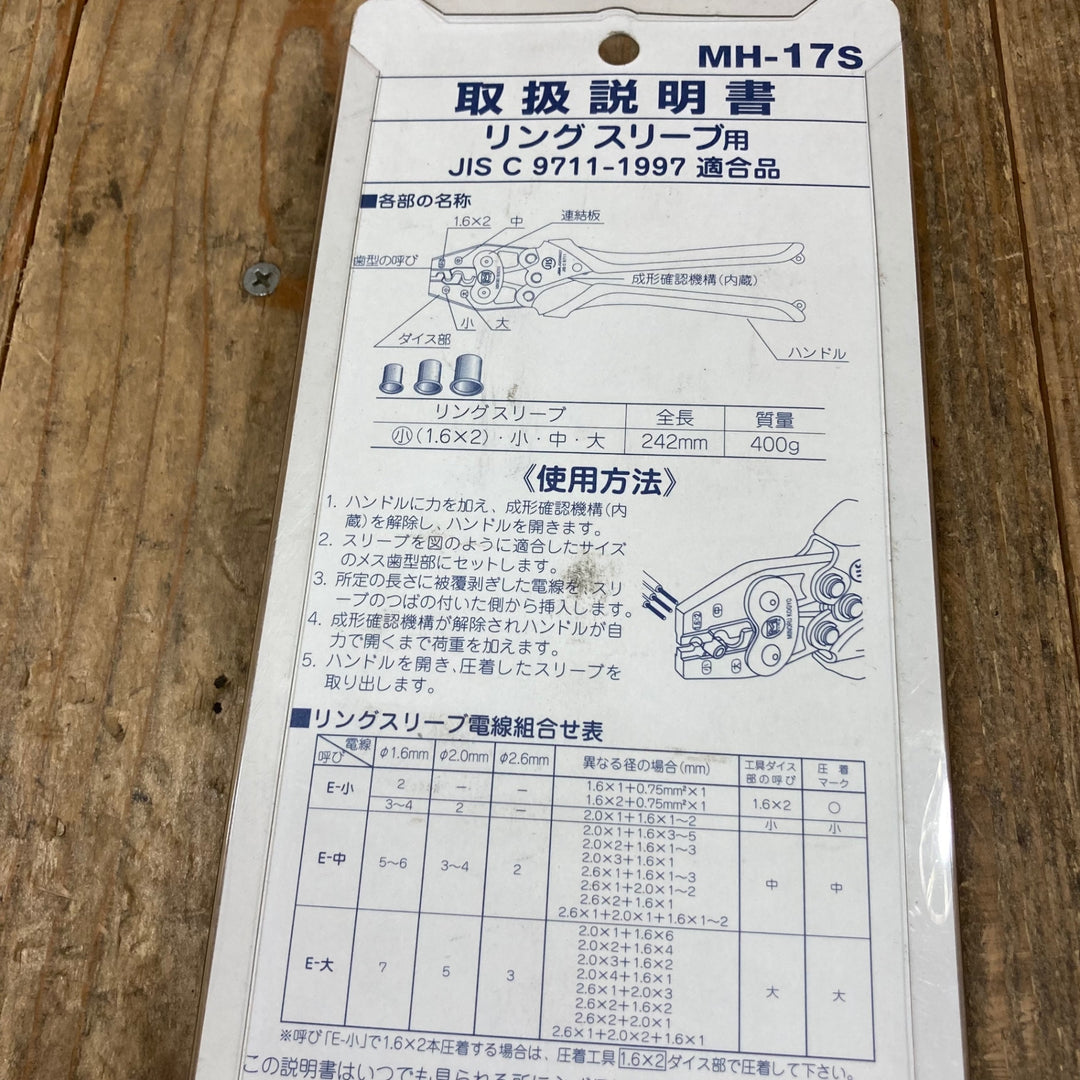 MH-17S
取扱説明書
リングスリーブ用
JIS C 9711-1997 適合品
■各部の名称
1.6×2 中 連結板
歯型の呼び
成形確認機構(内蔵)
小 大
ダイス部
ハンドル
リングスリーブ 全長 質量
㋛(1.6×2)・小・中・大 242mm 400g
《使用方法》
1. ハンドルに力を加え、成形確認機構(内
蔵)を解除し、ハンドルを開きます。
2. スリーブを図のように適合したサイズ
のメス歯型部にセットします。
3. 所定の長さに被覆剥ぎした電線を、スリ
ーブのつばの付いた側から挿入します。
4. 成形確認機構が解除されハンドルが自
力で開くまで荷重を加えます。
5. ハンドルを開き、圧着したスリーブを
取り出します。
MINORU KOGYO
小 大
■リングスリーブ電線組合せ表
電線 呼び φ1.6mm φ2.0mm φ2.6mm 異なる径の場合(mm) 工具ダイス部の呼び 圧着マーク
E-小 2 – – 1.6×1+0.75mm²×1
1.6×2+0.75mm²×1 1.6×2 ○
3~4 2 – 2.0×1+1.6×1~2 小 小
E-中 5~6 3~4 2 2.0×1+1.6×3~5 中 中
2.0×2+1.6×1~3
2.0×3+1.6×1
2.6×1+1.6×1~3
2.6×1+2.0×1~2
2.6×2+1.6×1
2.6×1+2.0×1+1.6×1~2
E-大 7 5 3 2.0×1+1.6×6 大 大
2.0×2+1.6×4
2.0×3+1.6×2
2.0×4+1.6×1
2.6×1+2.0×3
2.6×2+1.6×2
2.6×2+2.0×1
2.6×1+2.0×2+1.6×1
※呼び「E-小」で1.6×2本圧着する場合は、圧着工具1.6×2ダイス部で圧着して下さい。
この説明書はいつでも見られる所に